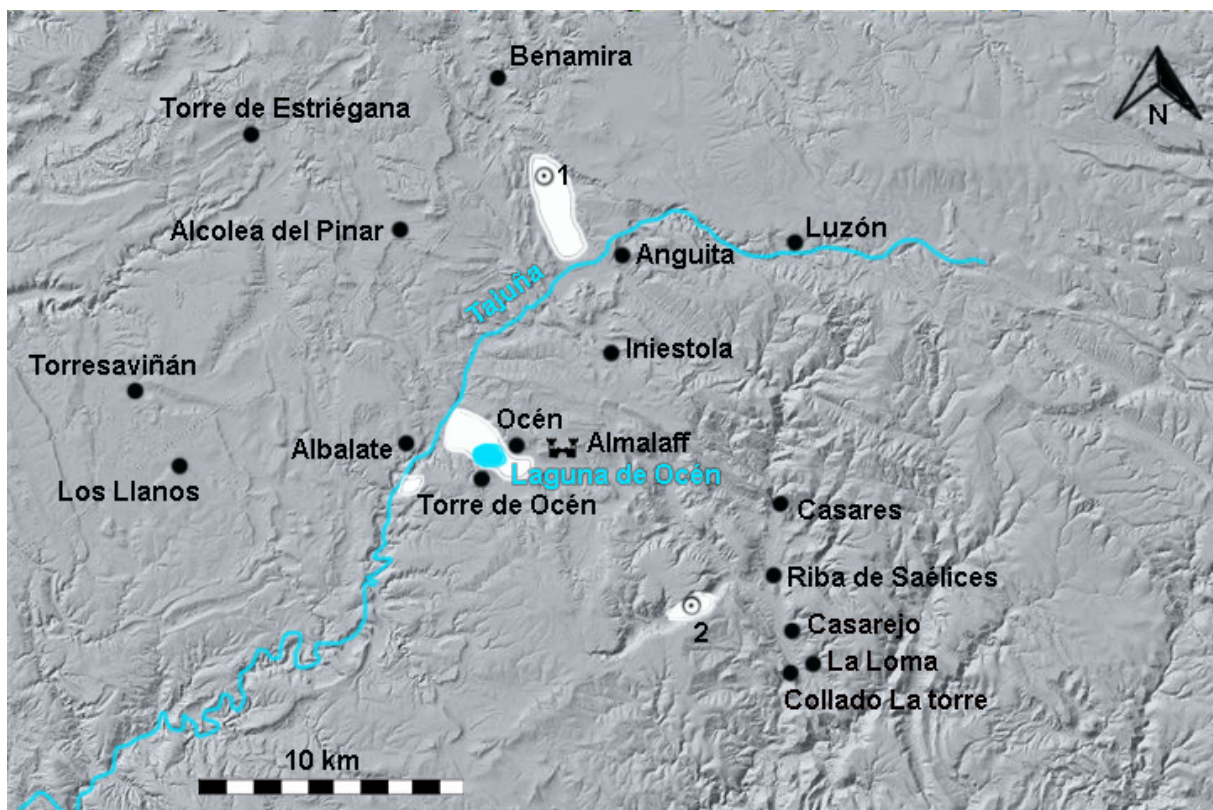 Benamira
Torre de Estriégana
N
1
Alcolea del Pinar
Luzón
Anguita
Tajuña
Iniestola
Torresaviñán
Océn
Almalaff
Albalate
Laguna de Océn
Los Llanos
Torre de Océn
Casares
Riba de Saélices
2
Casarejo
La Loma
Collado La torre
10 km